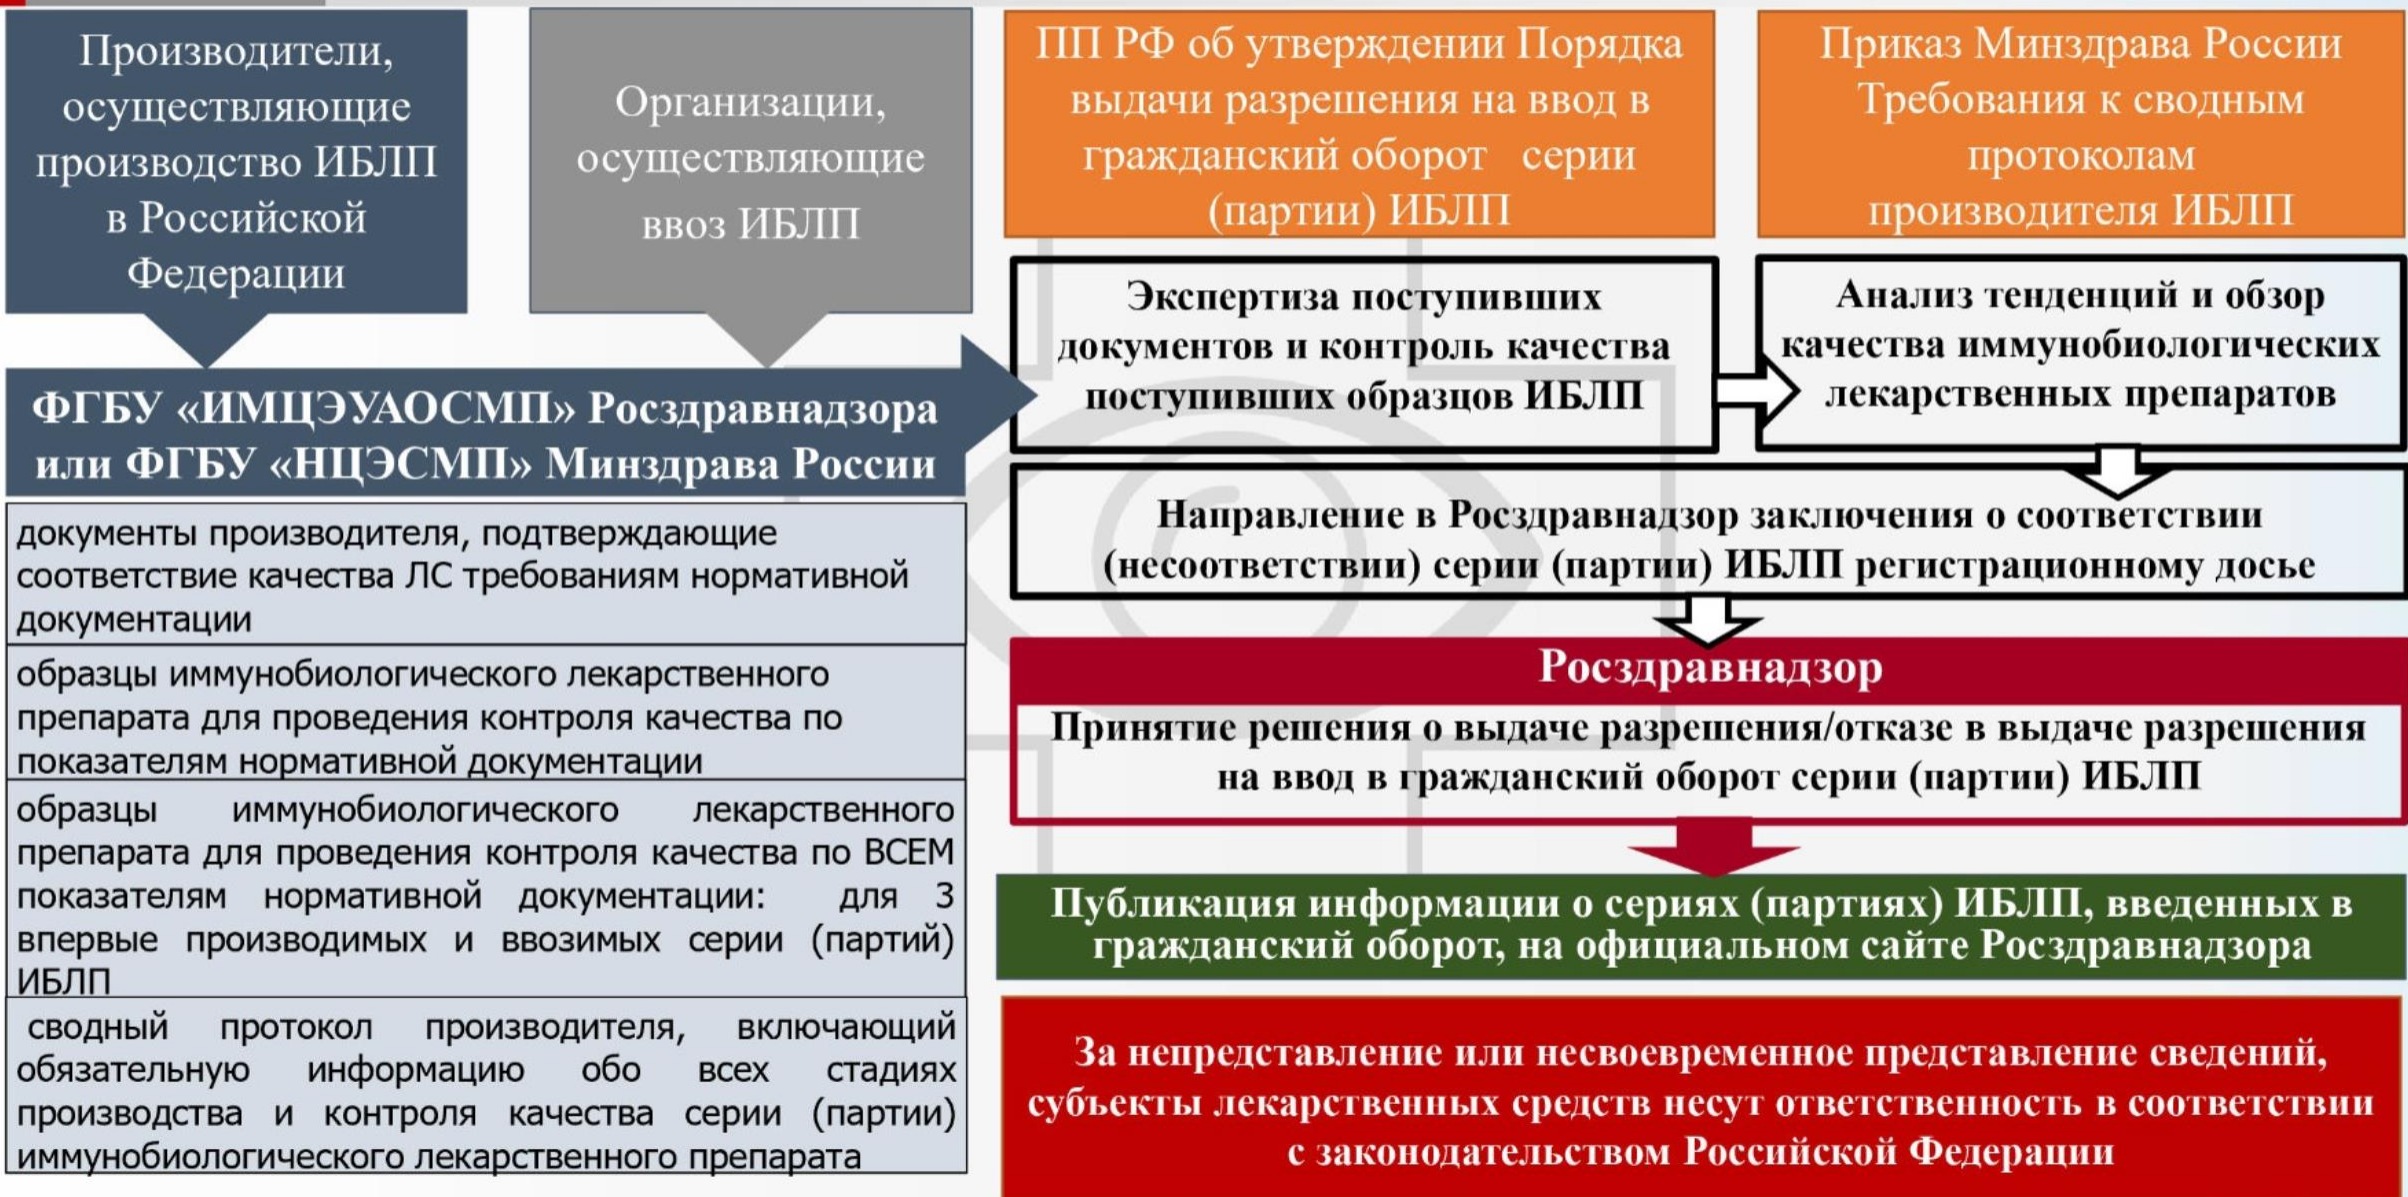 Производители,
осуществляющие
производство ИБЛП
в Российской
Федерации
Организации,
осуществляющие
ввоз ИБЛП
ПП РФ об утверждении Порядка
выдачи разрешения на ввод в
гражданский оборот серии
(партии) ИБЛП
Приказ Минздрава России
Требования к сводным
протоколам
производителя ИБЛП
ФГБУ «ИМЦЭУАОСМП» Росздравнадзора
или ФГБУ «НЦЭСМП» Минздрава России
документы производителя, подтверждающие
соответствие качества ЛС требованиям нормативной
документации
образцы иммунобиологического лекарственного
препарата для проведения контроля качества по
показателям нормативной документации
образцы иммунобиологического лекарственного
препарата для проведения контроля качества по ВСЕМ
показателям нормативной документации: для 3
впервые производимых и ввозимых серии (партий)
ИБЛП
сводный протокол производителя, включающий
обязательную информацию обо всех стадиях
производства и контроля качества серии (партии)
иммунобиологического лекарственного препарата
Экспертиза поступивших
документов и контроль качества
поступивших образцов ИБЛП
Анализ тенденций и обзор
качества иммунобиологических
лекарственных препаратов
Направление в Росздравнадзор заключения о соответствии
(несоответствии) серии (партии) ИБЛП регистрационному досье
Росздравнадзор
Принятие решения о выдаче разрешения/отказе в выдаче разрешения
на ввод в гражданский оборот серии (партии) ИБЛП
Публикация информации о сериях (партиях) ИБЛП, введенных в
гражданский оборот, на официальном сайте Росздравнадзора
За непредставление или несвоевременное представление сведений,
субъекты лекарственных средств несут ответственность в соответствии
с законодательством Российской Федерации